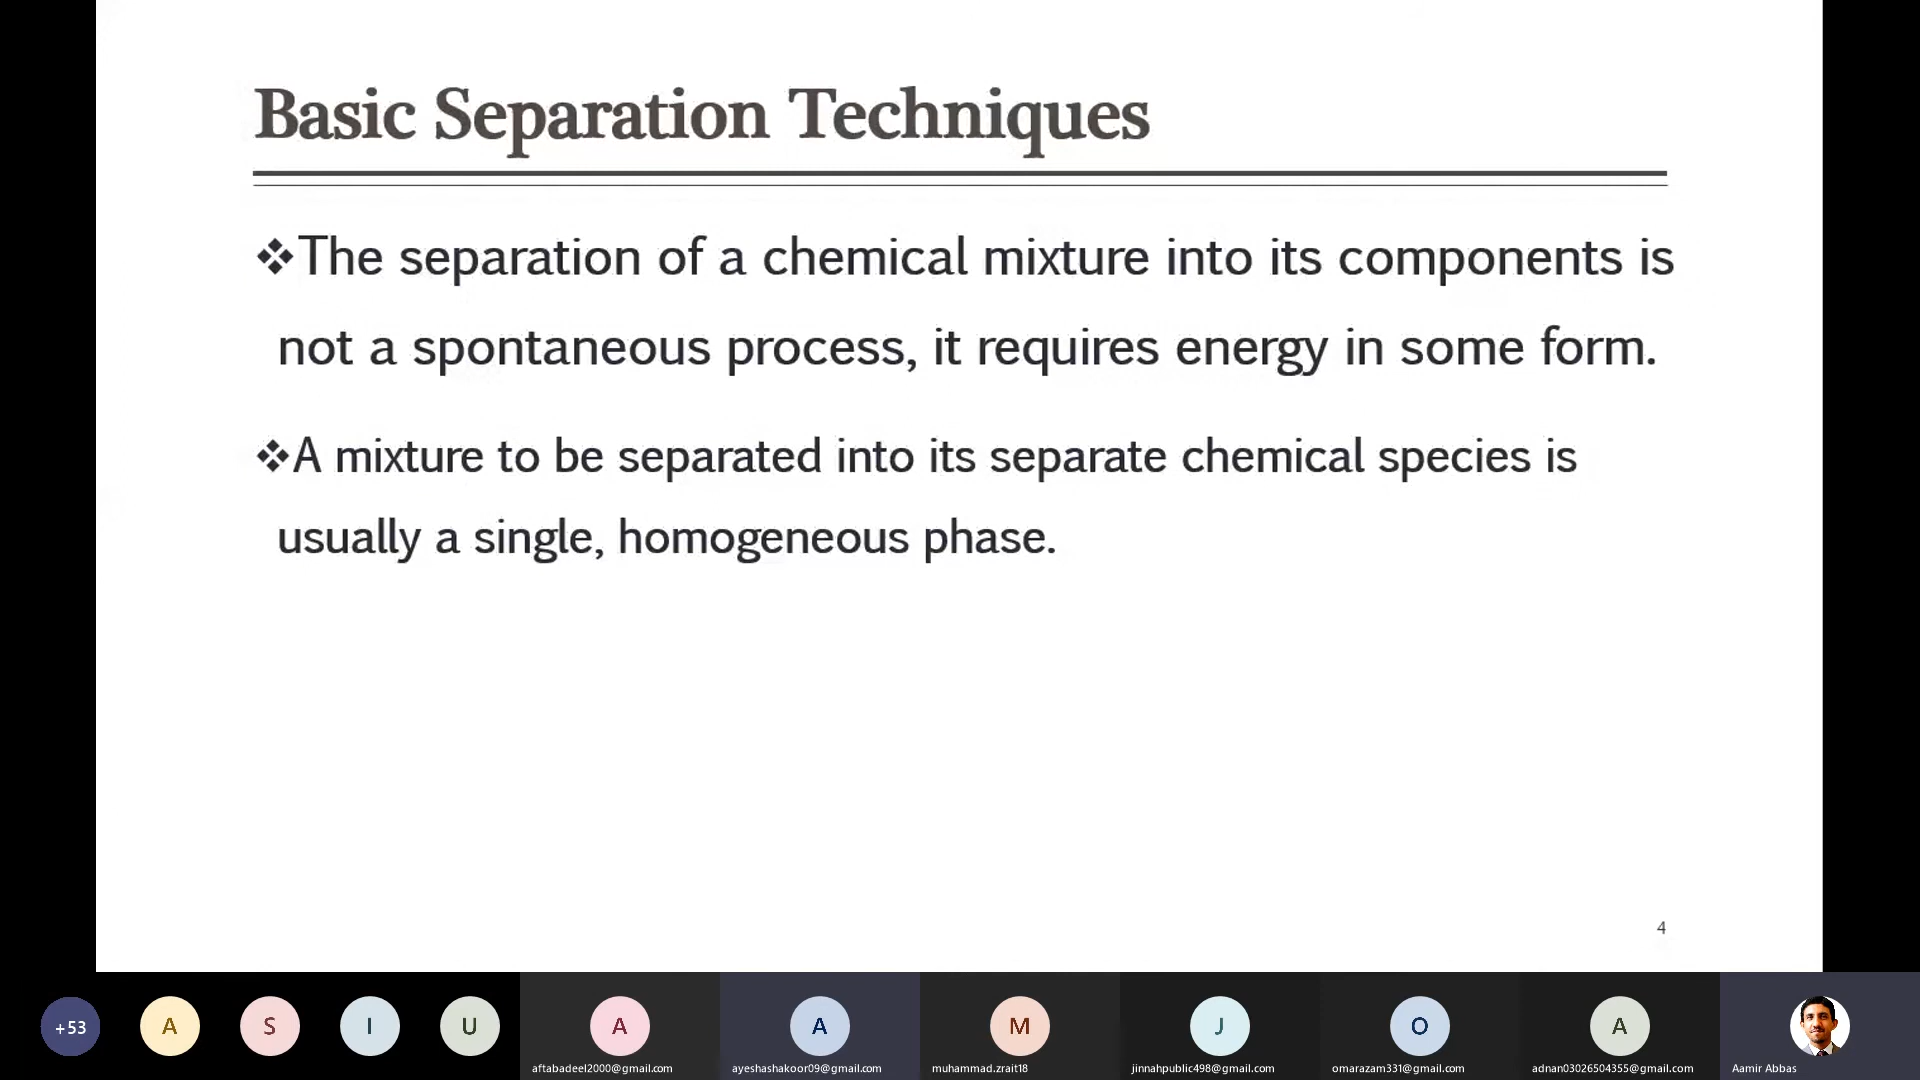 Basic Separation Techniques
❖The separation of a chemical mixture into its components is
not a spontaneous process, it requires energy in some form.
❖A mixture to be separated into its separate chemical species is
usually a single, homogeneous phase.
4
+53
A
S
I
U
A
A
M
J
O
A
aftabadeel2000@gmail.com
ayeshashakoor09@gmail.com
muhammad.zrait18
jinnahpublic498@gmail.com
omarazam331@gmail.com
adnan03026504355@gmail.com
Aamir Abbas